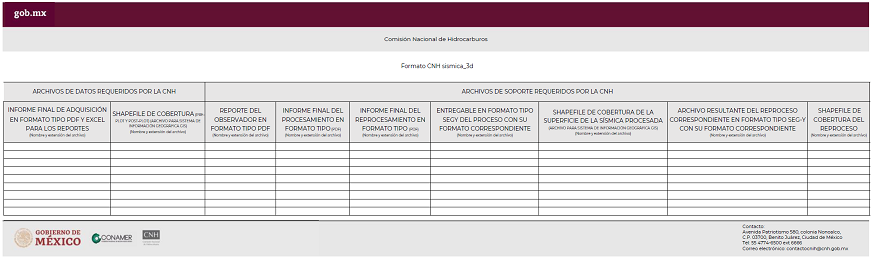 gob.mx
Comisión Nacional de Hidrocarburos
Formato CNH sismica_3d
ARCHIVOS DE DATOS REQUERIDOS POR LA CNH
ARCHIVOS DE SOPORTE REQUERIDOS POR LA CNH
INFORME FINAL DE ADQUISICIÓN
EN FORMATO TIPO PDF Y EXCEL
PARA LOS REPORTES
(Nombre y extensión del archivo)
SHAPEFILE DE COBERTURA (PRE-
PLOT Y POST-PLOT) (ARCHIVO PARA SISTEMA DE
INFORMACIÓN GEOGRÁFICA GIS)
(Nombre y extensión del archivo)
REPORTE DEL
OBSERVADOR EN
FORMATO TIPO PDF
(Nombre y extensión del archivo)
INFORME FINAL DEL
PROCESAMIENTO EN
FORMATO TIPO (PDF)
(Nombre y extensión del archivo)
INFORME FINAL DEL
REPROCESAMIENTO EN
FORMATO TIPO (PDF)
(Nombre y extensión del archivo)
ENTREGABLE EN FORMATO TIPO
SEGY DEL PROCESO CON SU
FORMATO CORRESPONDIENTE
(Nombre y extensión del archivo)
SHAPEFILE DE COBERTURA DE LA
SUPERFICIE DE LA SÍSMICA PROCESADA
(ARCHIVO PARA SISTEMA DE INFORMACIÓN GEOGRÁFICA GIS)
(Nombre y extensión del archivo)
ARCHIVO RESULTANTE DEL REPROCESO
CORRESPONDIENTE EN FORMATO TIPO SEG-Y
CON SU FORMATO CORRESPONDIENTE
(Nombre y extensión del archivo)
SHAPEFILE DE
COBERTURA DEL
REPROCESO
(Nombre y extensión del archivo)
GOBIERNO DE
MÉXICO
CONAMER
CNH
Contacto:
Avenida Patriotismo 580, colonia Nonoalco,
C.P. 03700, Benito Juárez, Ciudad de México
Tel. 55 4774-6500 ext 6686
Correo electrónico: contactocnih@cnh.gob.mx